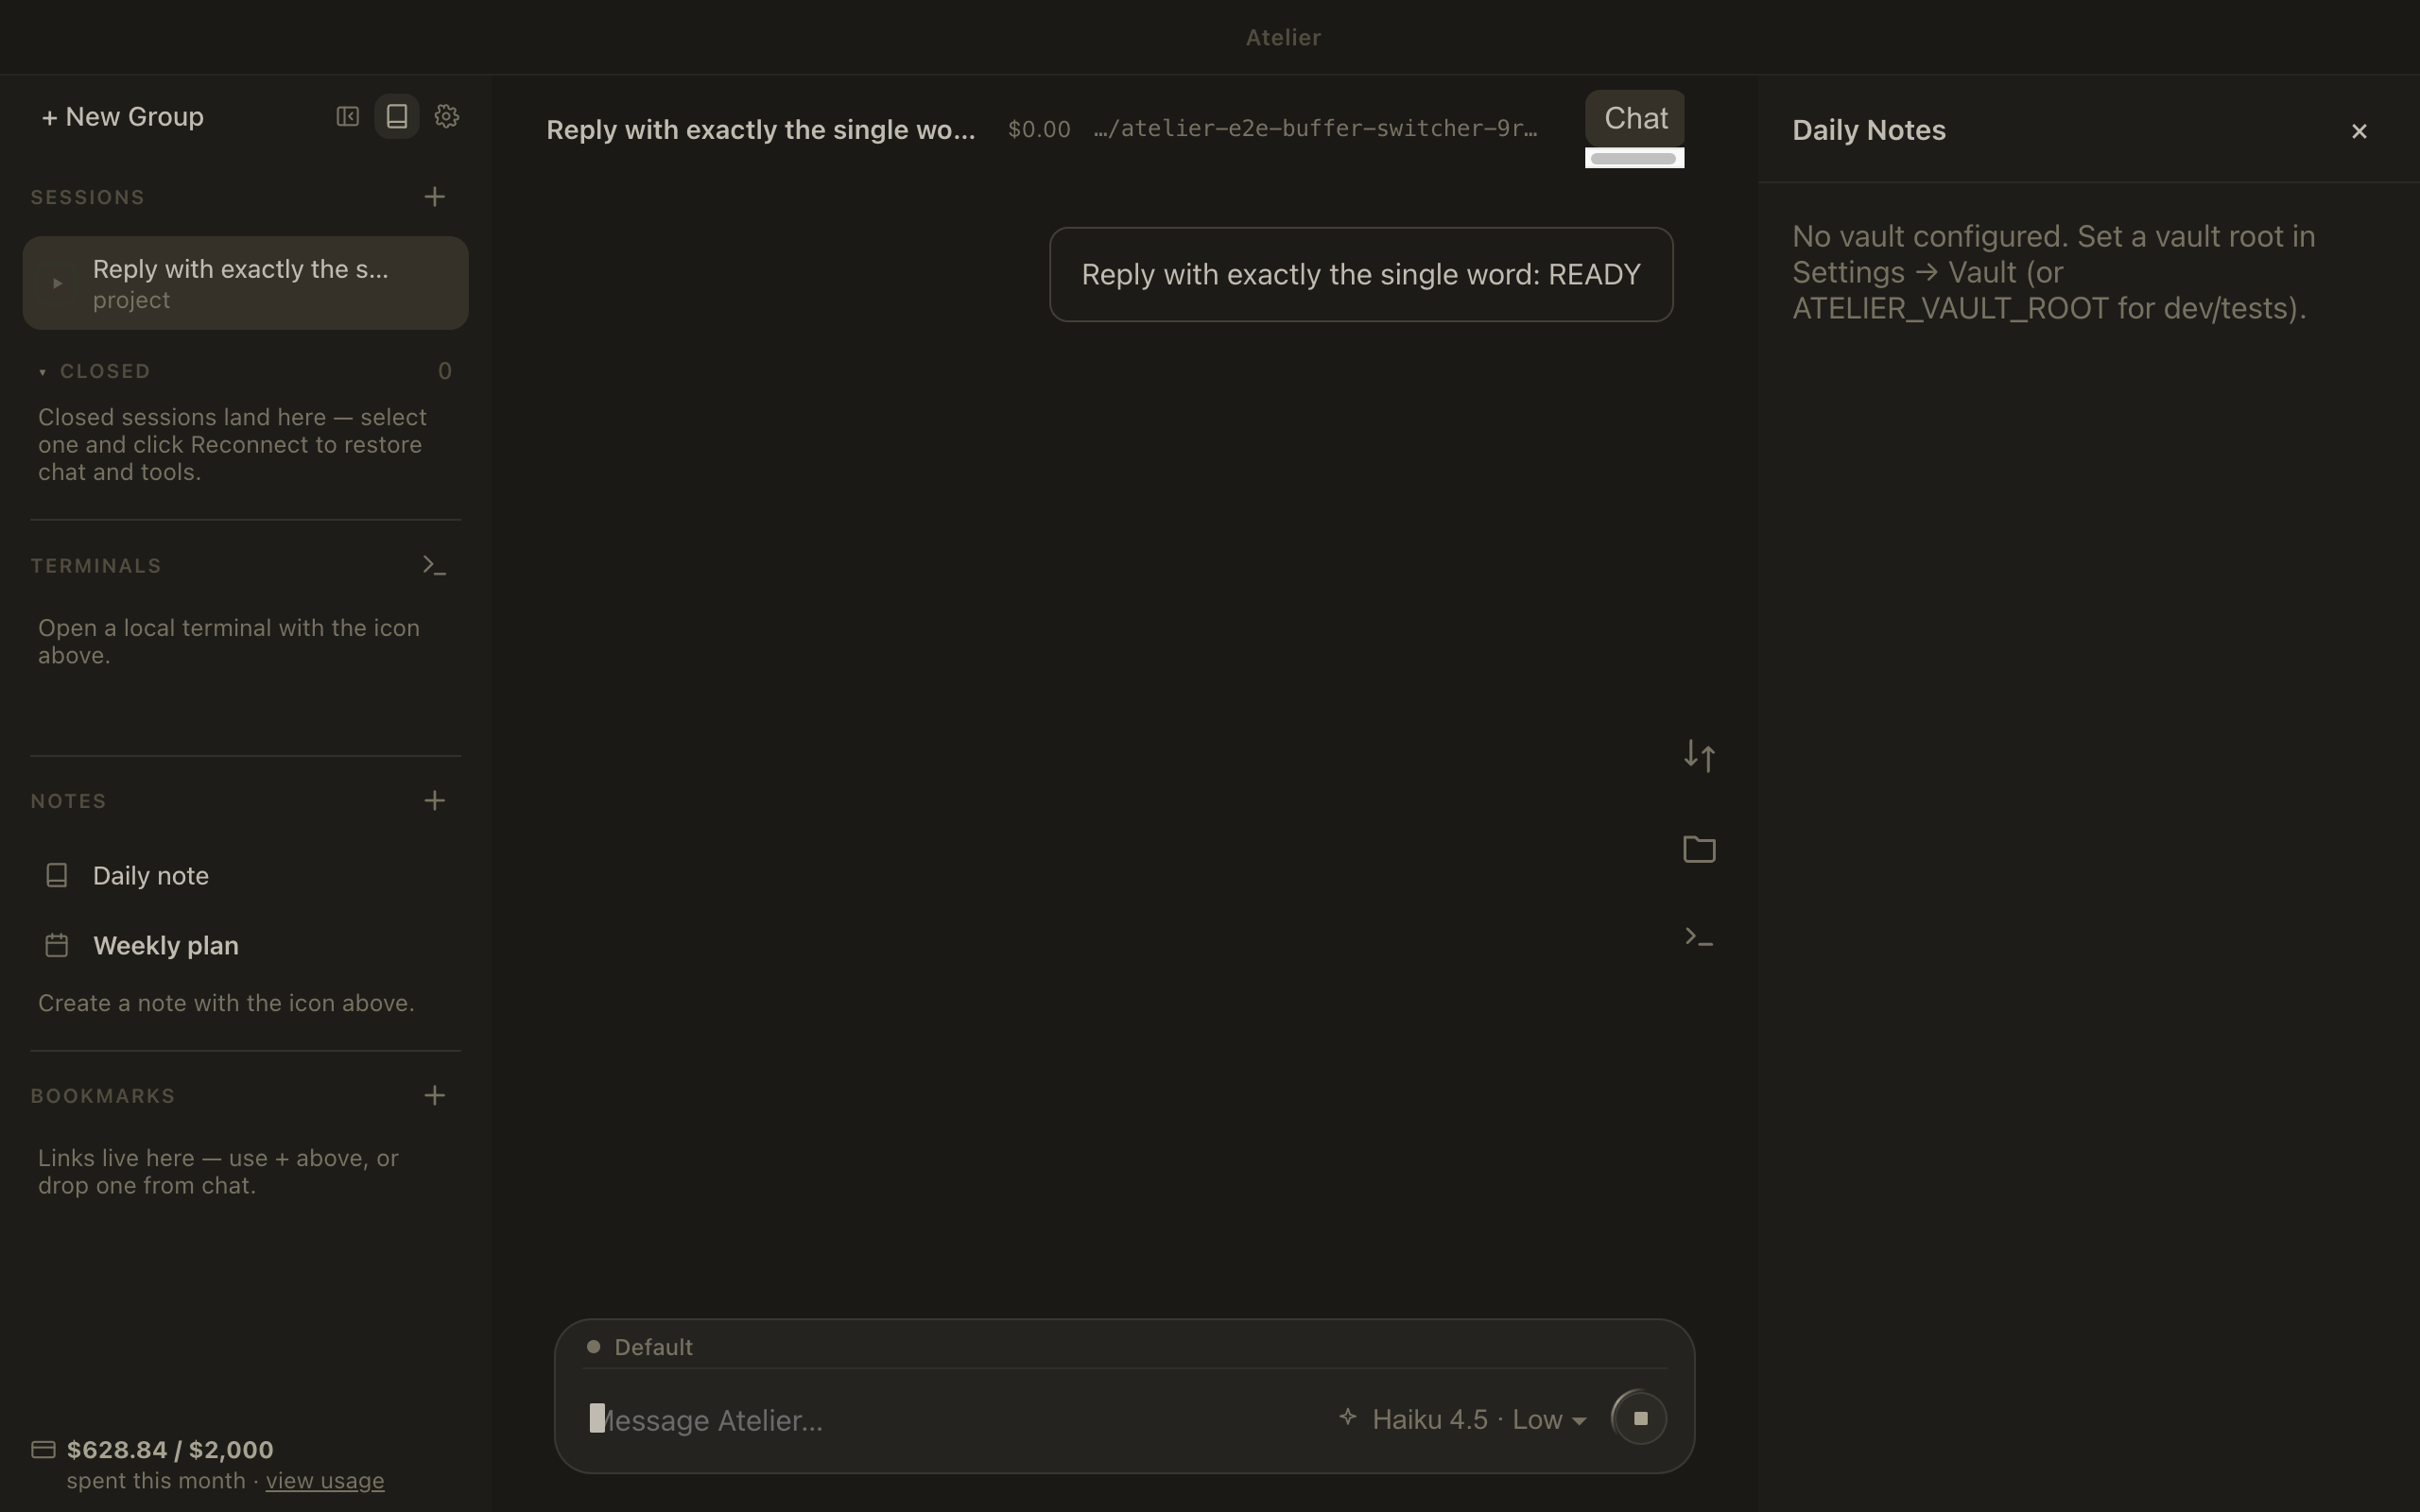 Atelier
+ New Group
SESSIONS
Reply with exactly the s...
project
CLOSED 0
Closed sessions land here — select
one and click Reconnect to restore
chat and tools.
TERMINALS
Open a local terminal with the icon
above.
NOTES
Daily note
Weekly plan
Create a note with the icon above.
BOOKMARKS
Links live here — use + above, or
drop one from chat.
$628.84 / $2,000
spent this month · view usage
Reply with exactly the single wo... $0.00 …/atelier-e2e-buffer-switcher-9r… Chat
Reply with exactly the single word: READY
Default
Message Atelier... Haiku 4.5 · Low
Daily Notes
No vault configured. Set a vault root in
Settings → Vault (or
ATELIER_VAULT_ROOT for dev/tests).